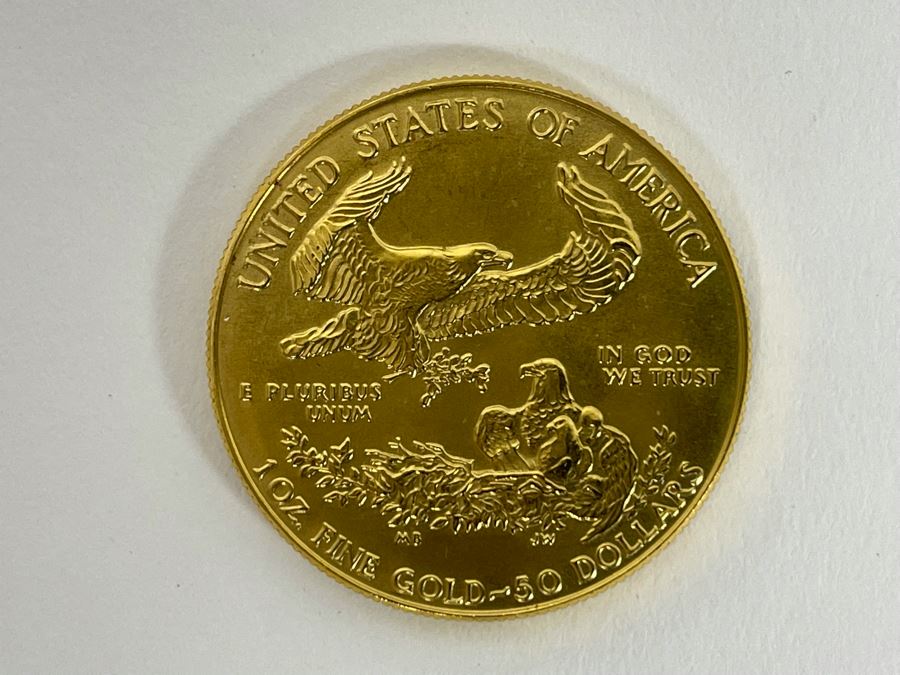 UNITED STATES OF AMERICA
IN GOD
WE TRUST
E PLURIBUS
UNUM
MB JW
1 OZ. FINE GOLD~50 DOLLARS